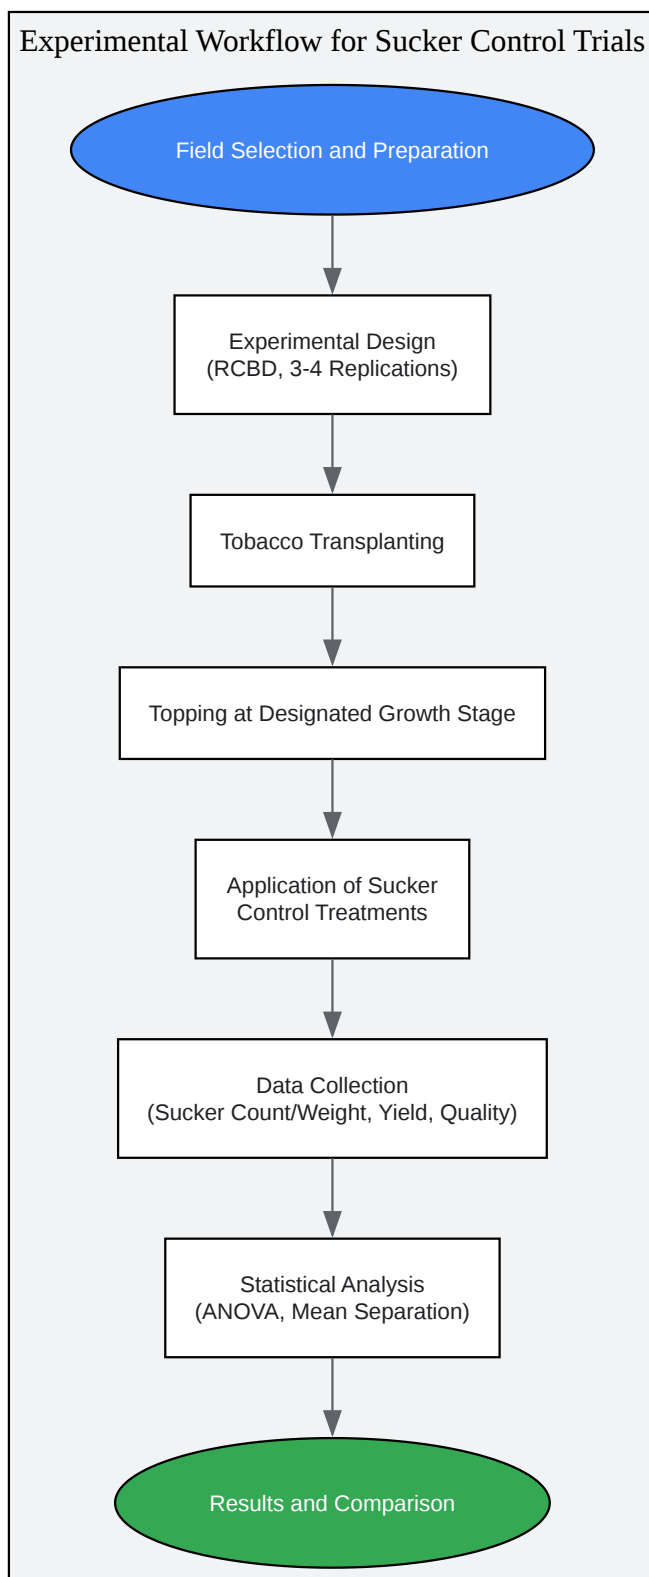 Experimental Workflow for Sucker Control Trials
Field Selection and Preparation
Experimental Design
(RCBD, 3-4 Replications)
Tobacco Transplanting
Topping at Designated Growth Stage
Application of Sucker
Control Treatments
Data Collection
(Sucker Count/Weight, Yield, Quality)
Statistical Analysis
(ANOVA, Mean Separation)
Results and Comparison